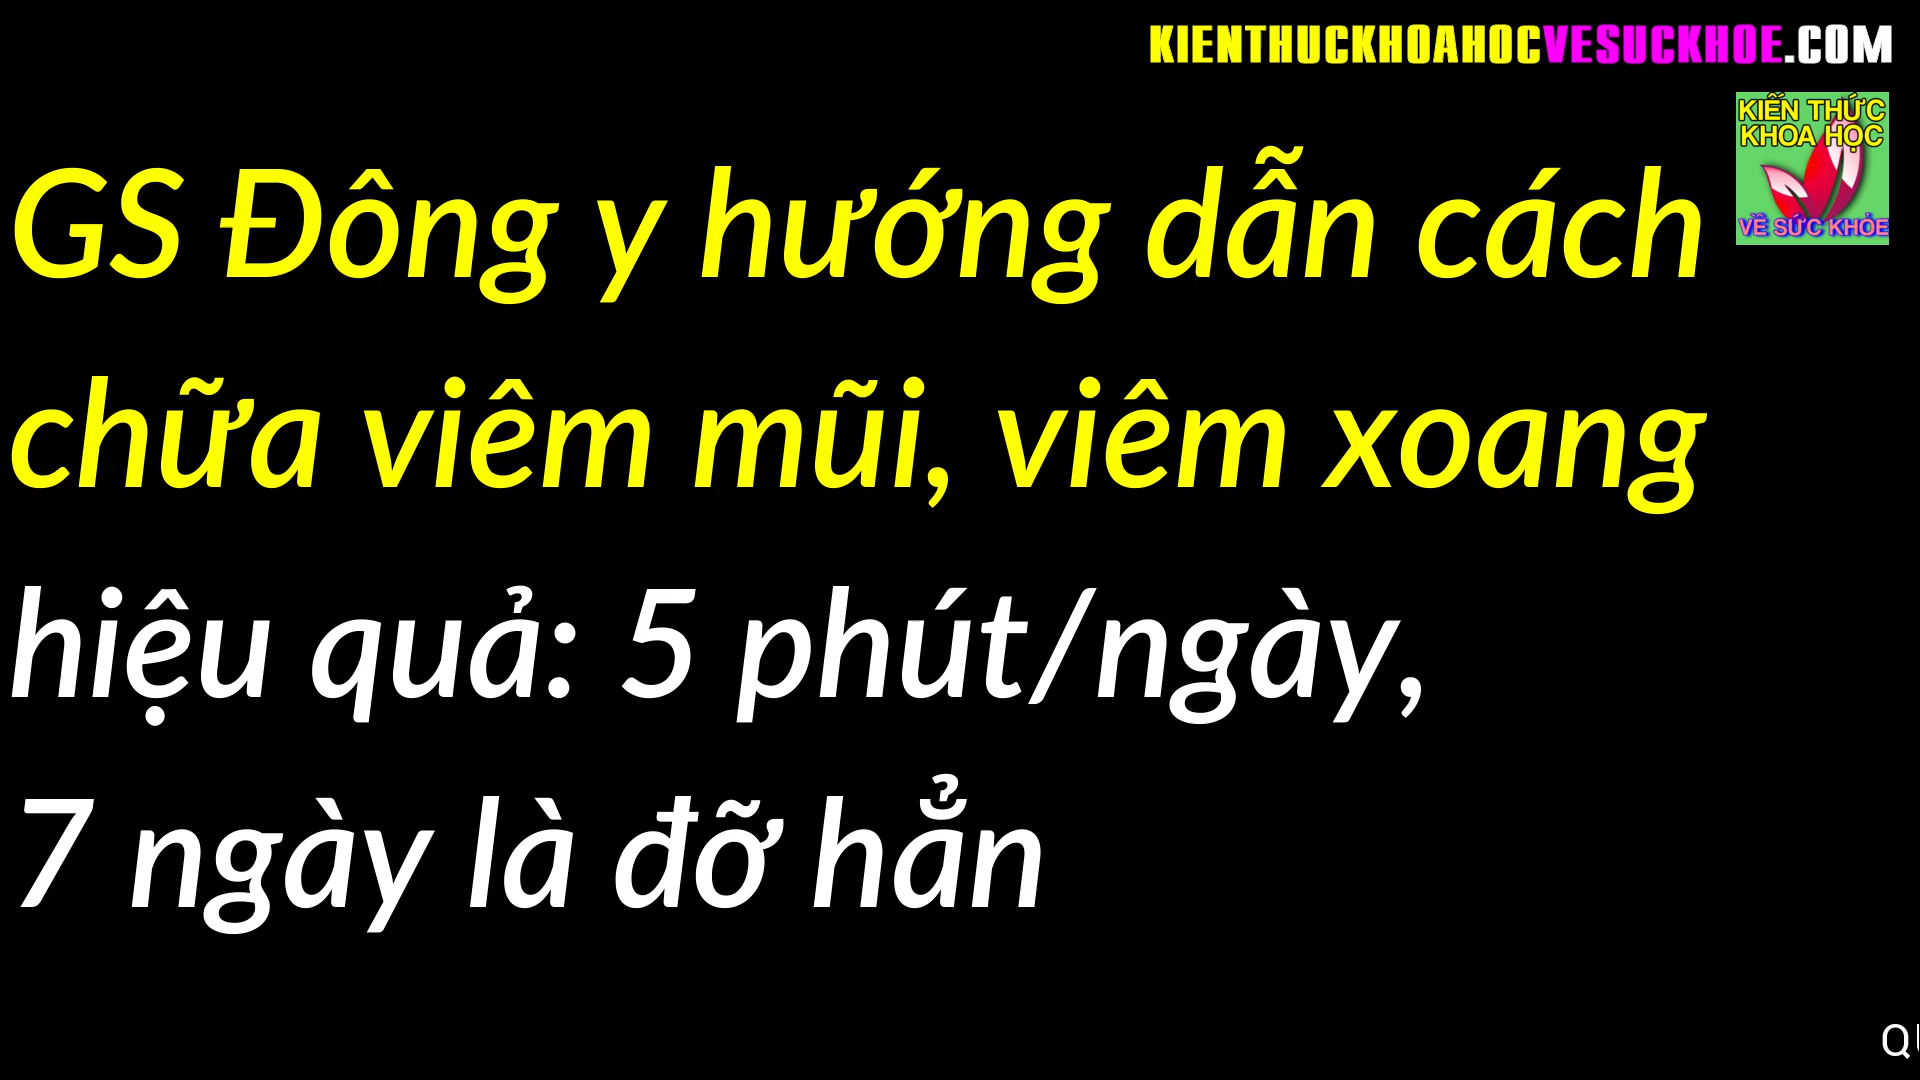 KIENTHUCKHOAHOCVESUCKHOE.COM
KIẾN THỨC
KHOA HỌC
VỀ SỨC KHỎE
GS Đông y hướng dẫn cách
chữa viêm mũi, viêm xoang
hiệu quả: 5 phút/ngày,
7 ngày là đỡ hẳn